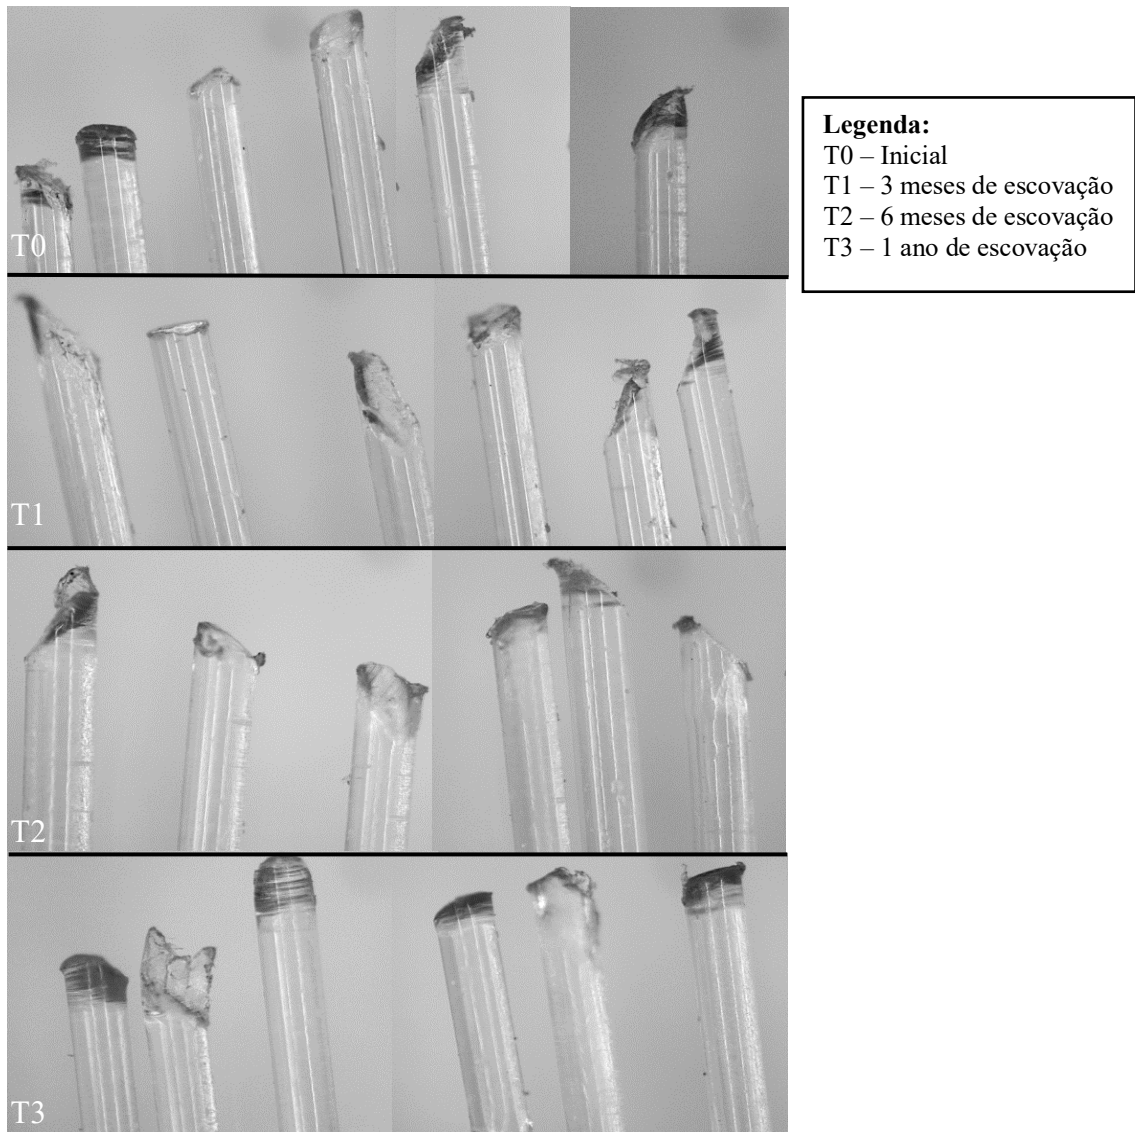 Legenda:
T0 – Inicial
T1 – 3 meses de escovação
T2 – 6 meses de escovação
T3 – 1 ano de escovação
T0
T1
T2
T3